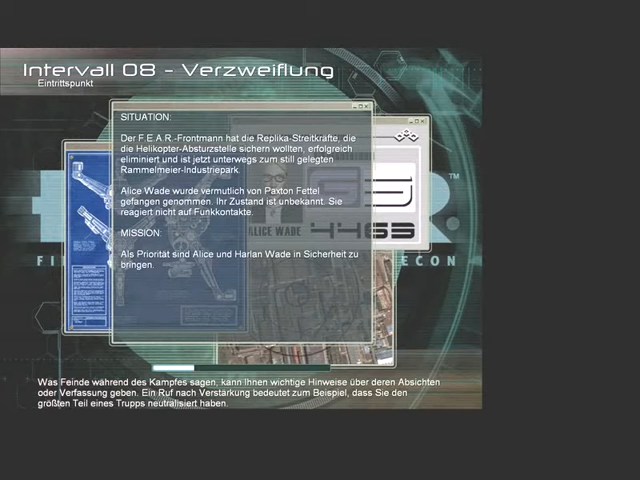 Intervall 08 - Verzweiflung
Eintrittspunkt
SITUATION:
Der F.E.A.R.-Frontmann hat die Replika-Streitkräfte, die
die Helikopter-Absturzstelle sichern wollten, erfolgreich
eliminiert und ist jetzt unterwegs zum still gelegten
Rammelmeier-Industriepark.
Alice Wade wurde vermutlich von Paxton Fettel
gefangen genommen. Ihr Zustand ist unbekannt. Sie
reagiert nicht auf Funkkontakte.
MISSION:
Als Priorität sind Alice und Harlan Wade in Sicherheit zu
bringen.
ALICE WADE
4463
R
TM
FI
ECON
Was Feinde während des Kampfes sagen, kann Ihnen wichtige Hinweise über deren Absichten
oder Verfassung geben. Ein Ruf nach Verstärkung bedeutet zum Beispiel, dass Sie den
größten Teil eines Trupps neutralisiert haben.